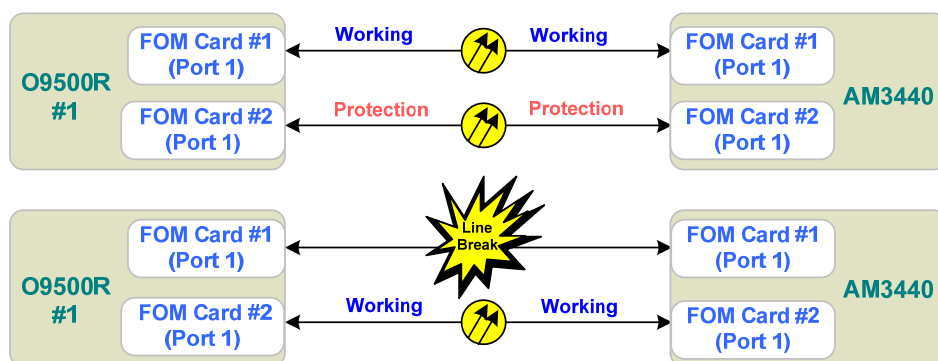 FOM Card #1
(Port 1)
Working
Working
FOM Card #1
(Port 1)
O9500R
#1
AM3440
FOM Card #2
(Port 1)
Protection
Protection
FOM Card #2
(Port 1)
FOM Card #1
(Port 1)
Line
Break
FOM Card #1
(Port 1)
O9500R
#1
AM3440
FOM Card #2
(Port 1)
Working
Working
FOM Card #2
(Port 1)